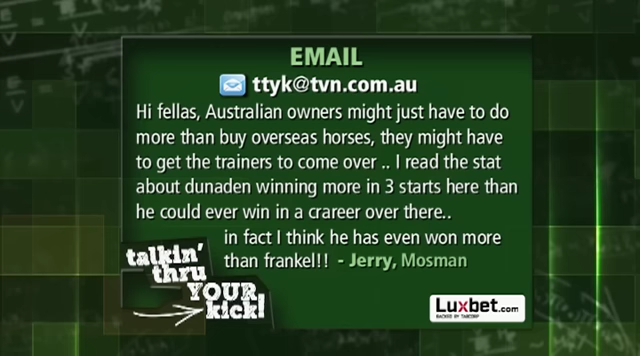 EMAIL
ttyk@tvn.com.au
Hi fellas, Australian owners might just have to do
more than buy overseas horses, they might have
to get the trainers to come over .. I read the stat
about dunaden winning more in 3 starts here than
he could ever win in a crareer over there..
in fact I think he has even won more
than frankel!! - Jerry, Mosman
talkin'
thru
YOUR
kick!
Luxbet.com
BACKED BY TABCORP